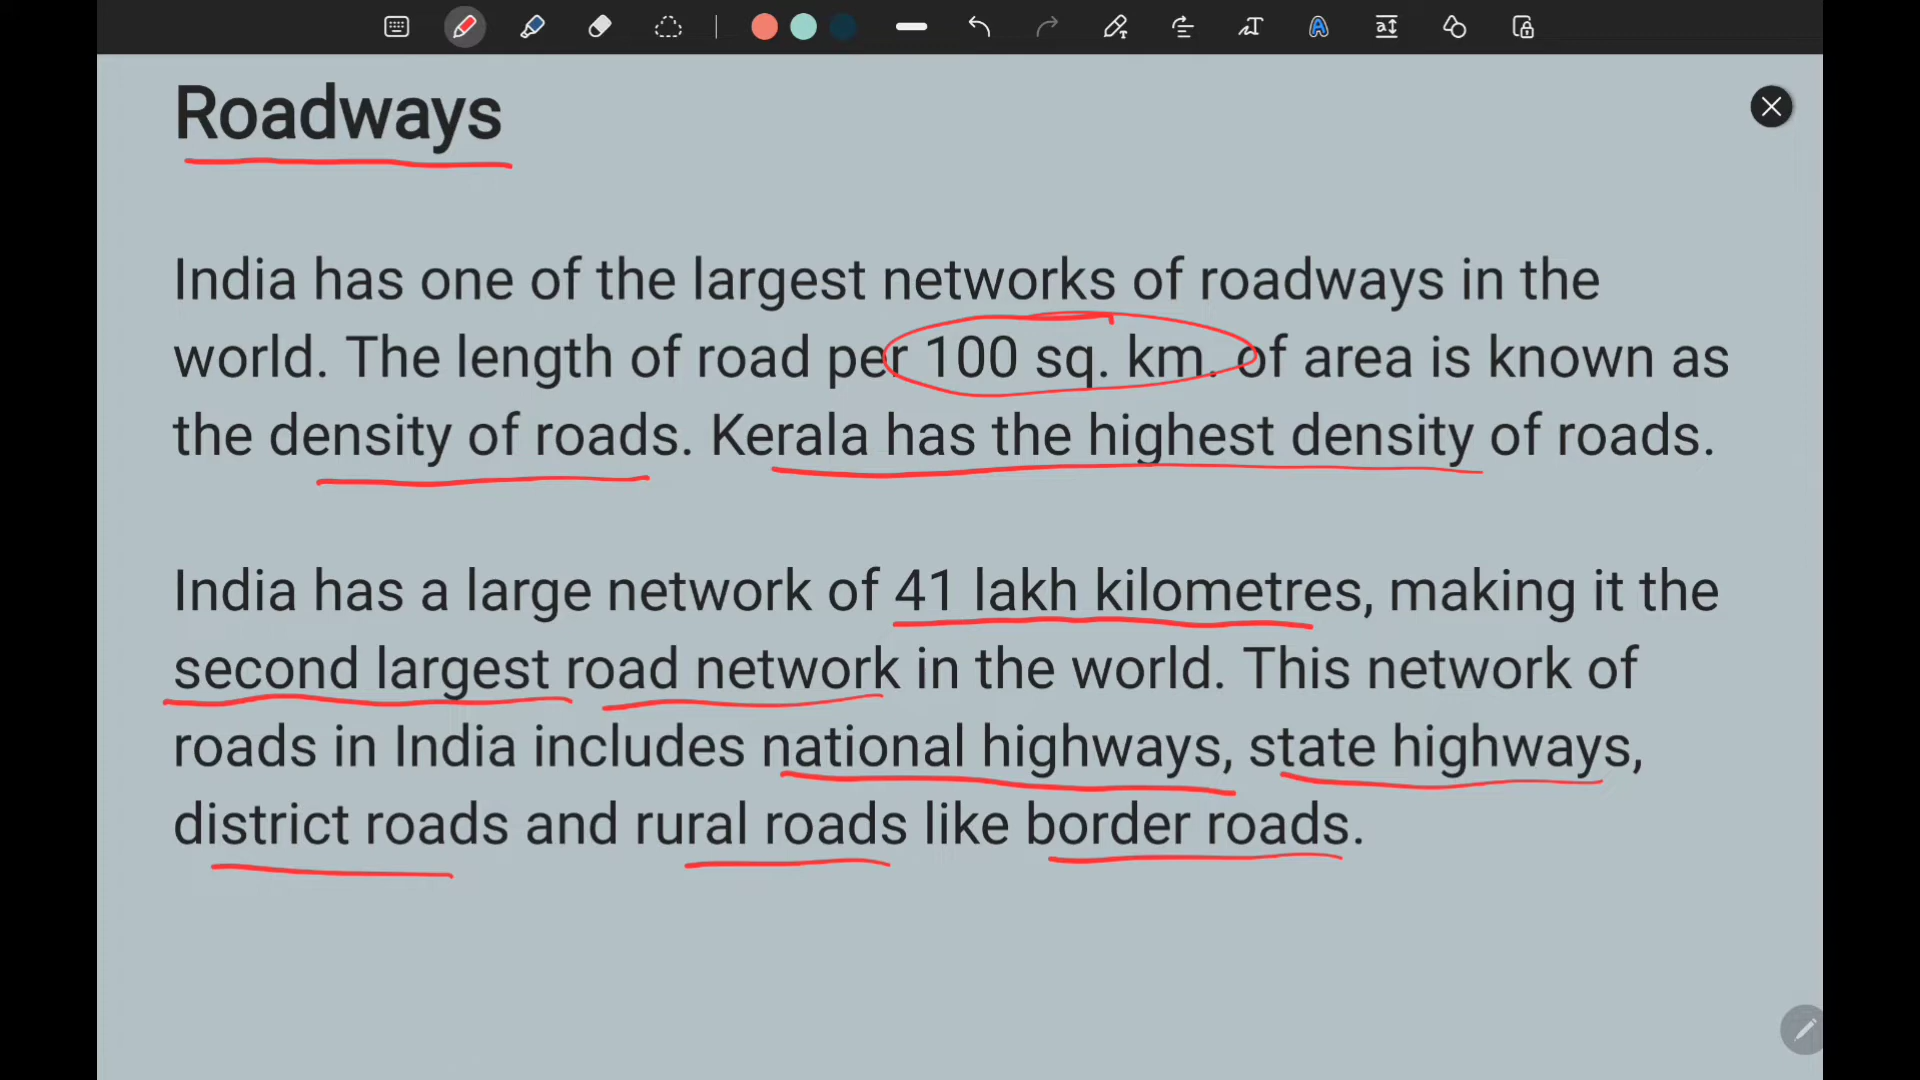 Roadways
India has one of the largest networks of roadways in the
world. The length of road per 100 sq. km. of area is known as
the density of roads. Kerala has the highest density of roads.
India has a large network of 41 lakh kilometres, making it the
second largest road network in the world. This network of
roads in India includes national highways, state highways,
district roads and rural roads like border roads.